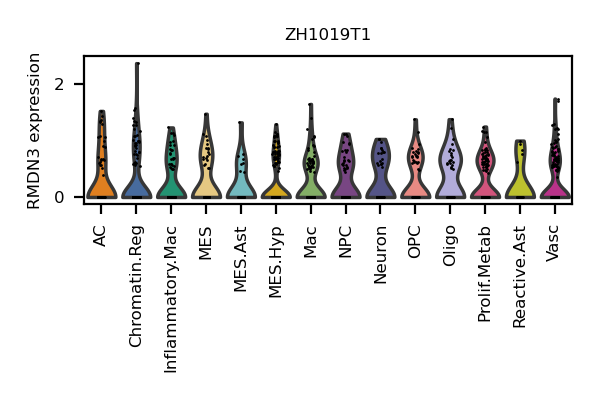 ZH1019T1
RMDN3 expression
2
0
AC
Chromatin.Reg
Inflammatory.Mac
MES
MES.Ast
MES.Hyp
Mac
NPC
Neuron
OPC
Oligo
Prolif.Metab
Reactive.Ast
Vasc